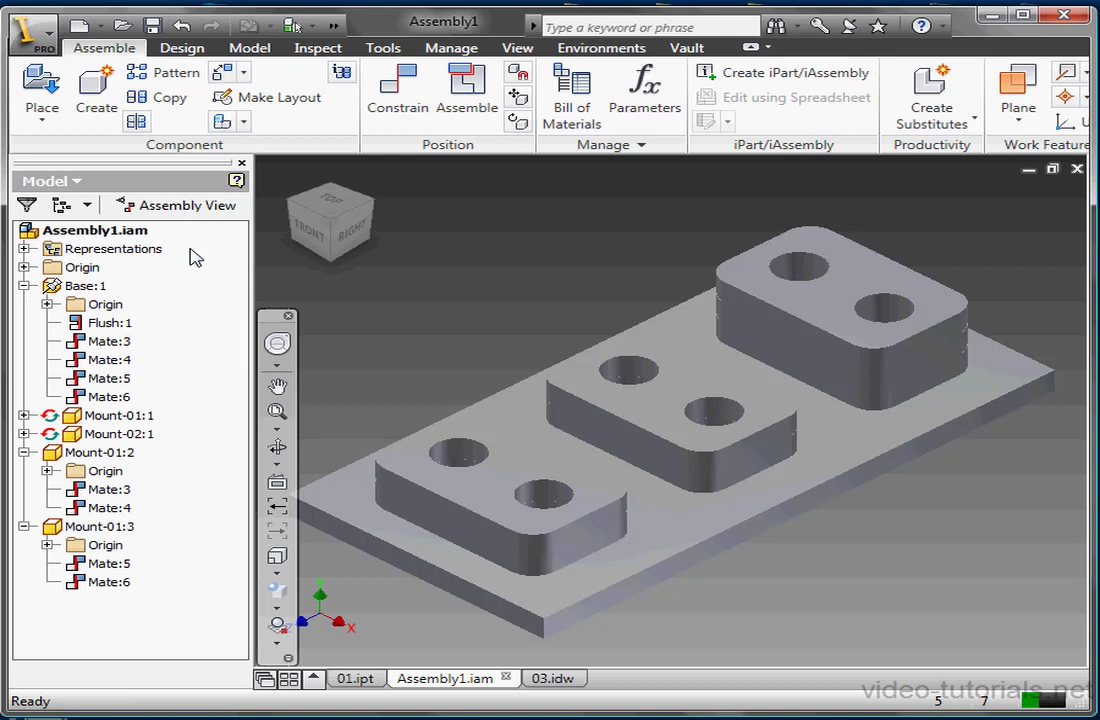 PRO
Assembly1
Type a keyword or phrase
Assemble Design Model Inspect Tools Manage View Environments Vault
Place
Create
Pattern
Copy
Make Layout
Constrain
Assemble
Bill of
Materials
Parameters
Create iPart/iAssembly
Edit using Spreadsheet
Create
Substitutes
Plane
Component Position Manage iPart/iAssembly Productivity Work Feature
Model
Assembly View
Assembly1.iam
Representations
Origin
Base:1
Origin
Flush:1
Mate:3
Mate:4
Mate:5
Mate:6
Mount-01:1
Mount-02:1
Mount-01:2
Origin
Mate:3
Mate:4
Mount-01:3
Origin
Mate:5
Mate:6
TOP
FRONT RIGHT
Y
X
01.ipt Assembly1.iam 03.idw
Ready 5 7
video-tutorials.net